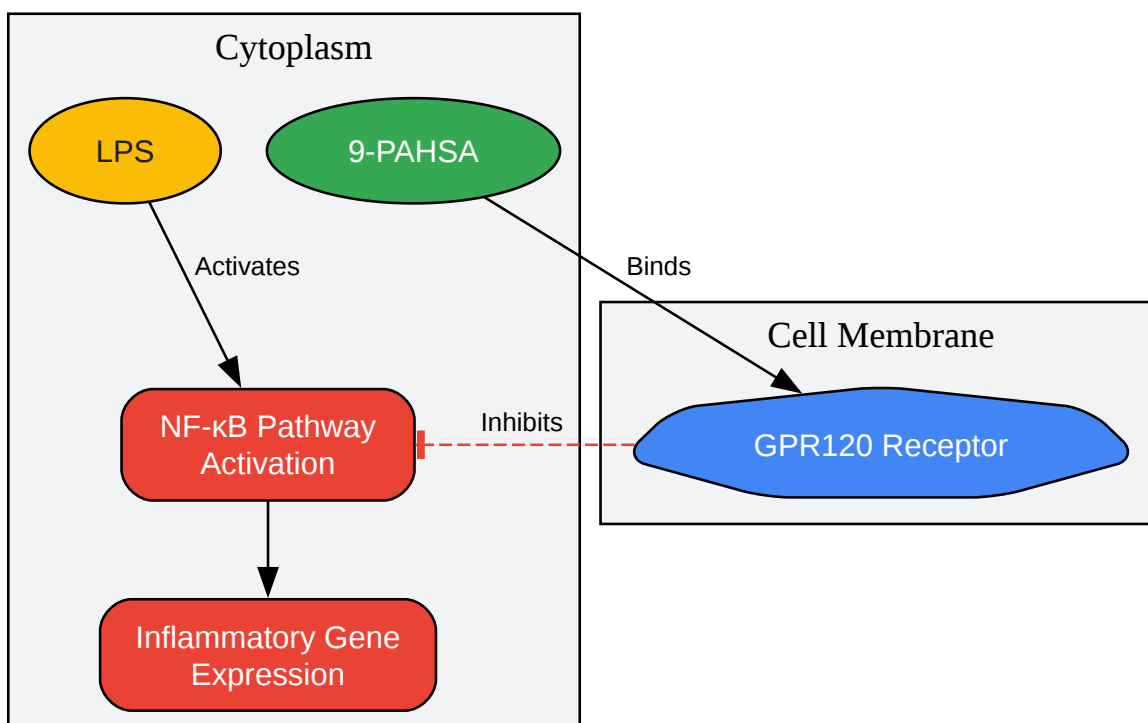 Cytoplasm
LPS
9-PAHSA
Activates
Binds
Cell Membrane
NF-κB Pathway
Activation
Inhibits
GPR120 Receptor
Inflammatory Gene
Expression